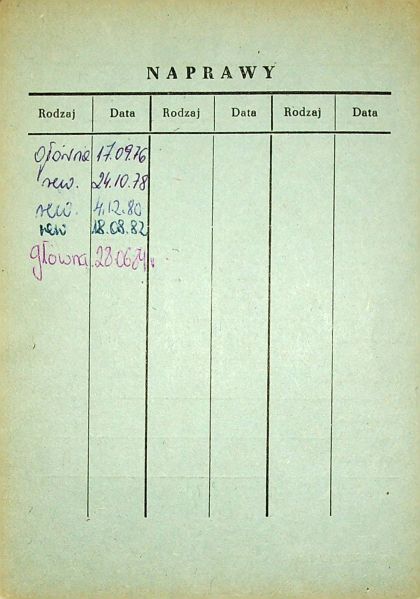 NAPRAWY
Rodzaj Data Rodzaj Data Rodzaj Data
główna 17.09.76
rew. 24.10.78
rew. 4.12.80
rew 18.08.82
główna 28.06.84